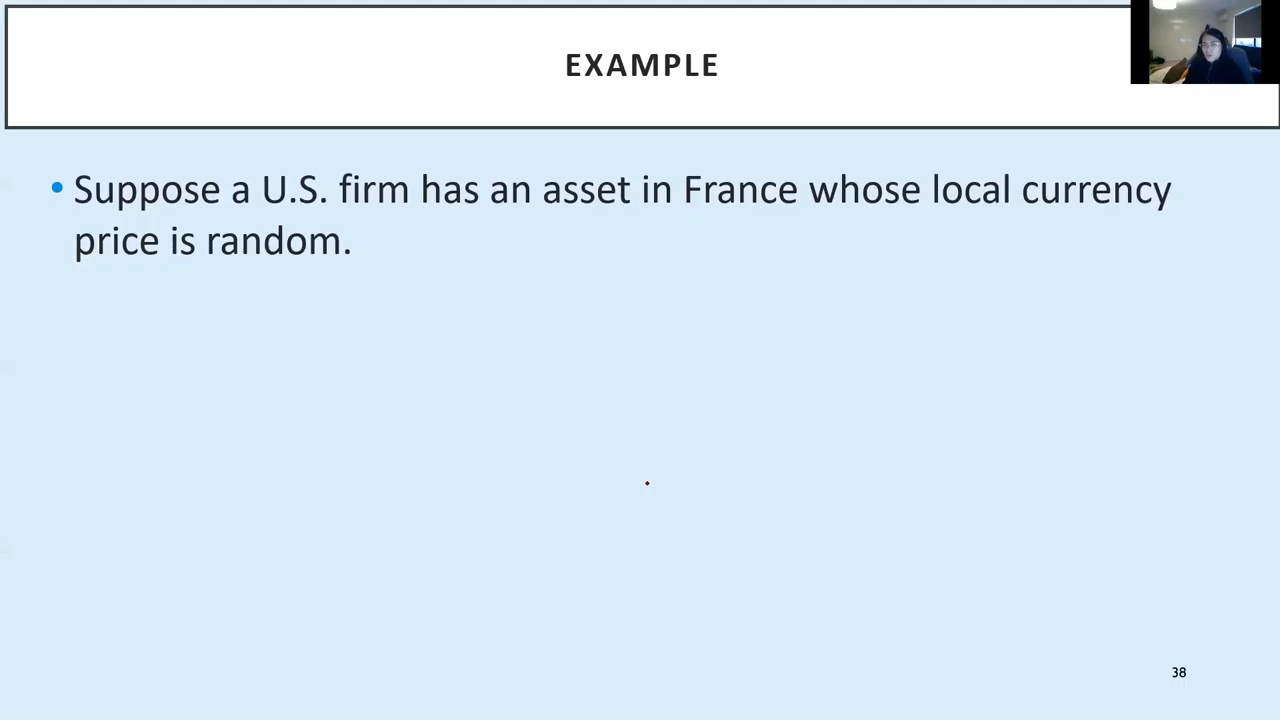 EXAMPLE
• Suppose a U.S. firm has an asset in France whose local currency
price is random.
38